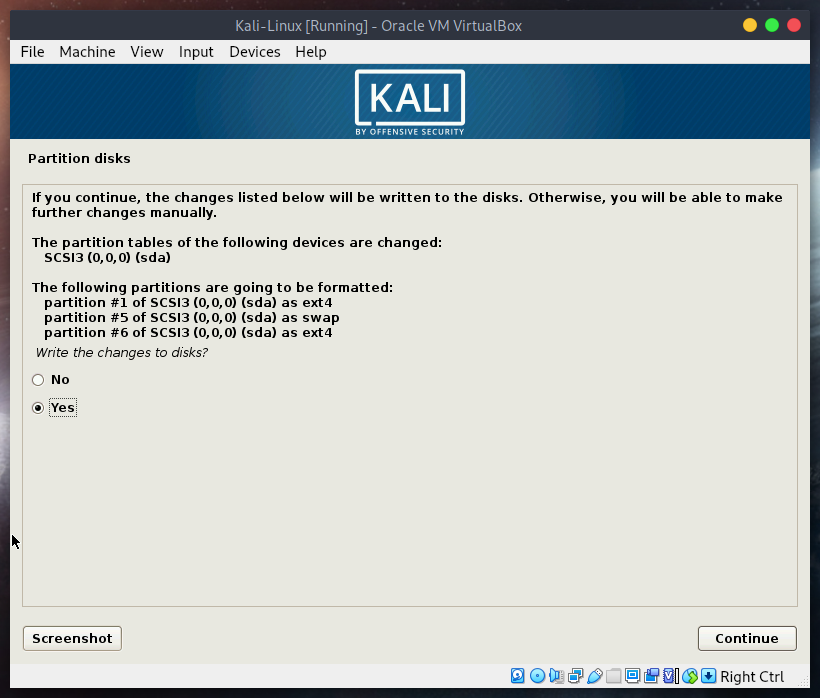 Kali-Linux [Running] - Oracle VM VirtualBox
File Machine View Input Devices Help
KALI
BY OFFENSIVE SECURITY
Partition disks
If you continue, the changes listed below will be written to the disks. Otherwise, you will be able to make
further changes manually.
The partition tables of the following devices are changed:
SCSI3 (0,0,0) (sda)
The following partitions are going to be formatted:
partition #1 of SCSI3 (0,0,0) (sda) as ext4
partition #5 of SCSI3 (0,0,0) (sda) as swap
partition #6 of SCSI3 (0,0,0) (sda) as ext4
Write the changes to disks?
No
Yes
Screenshot Continue
Right Ctrl